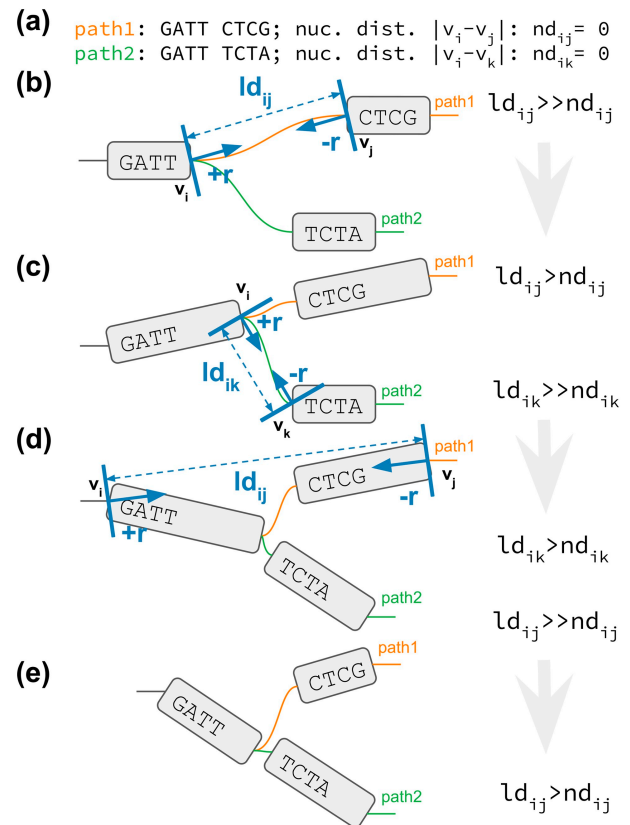 (a)
path1: GATT CTCG; nuc. dist. |vᵢ-vⱼ|: ndᵢⱼ= 0
path2: GATT TCTA; nuc. dist. |vᵢ-vₖ|: ndᵢₖ= 0
(b)
ldᵢⱼ
CTCG
path1
ldᵢⱼ>>ndᵢⱼ
-r
vⱼ
GATT
+r
vᵢ
TCTA
path2
(c)
path1
vᵢ
CTCG
ldᵢⱼ>ndᵢⱼ
GATT
+r
ldᵢₖ
-r
TCTA
path2
ldᵢₖ>>ndᵢₖ
vₖ
(d)
path1
vᵢ
ldᵢⱼ
CTCG
vⱼ
GATT
-r
+r
ldᵢₖ>ndᵢₖ
TCTA
path2
ldᵢⱼ>>ndᵢⱼ
(e)
path1
CTCG
GATT
TCTA
path2
ldᵢⱼ>ndᵢⱼ